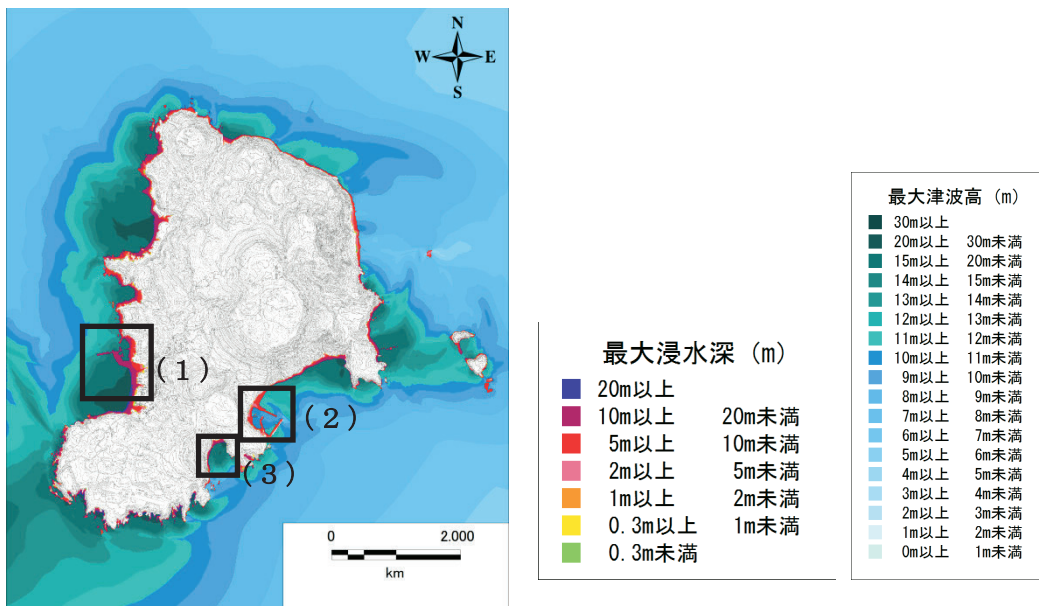 N
W E
S
(1)
(2)
(3)
0 2.000
km
最大浸水深 (m)
20m以上
10m以上 20m未満
5m以上 10m未満
2m以上 5m未満
1m以上 2m未満
0.3m以上 1m未満
0.3m未満
最大津波高 (m)
30m以上
20m以上 30m未満
15m以上 20m未満
14m以上 15m未満
13m以上 14m未満
12m以上 13m未満
11m以上 12m未満
10m以上 11m未満
9m以上 10m未満
8m以上 9m未満
7m以上 8m未満
6m以上 7m未満
5m以上 6m未満
4m以上 5m未満
3m以上 4m未満
2m以上 3m未満
1m以上 2m未満
0m以上 1m未満